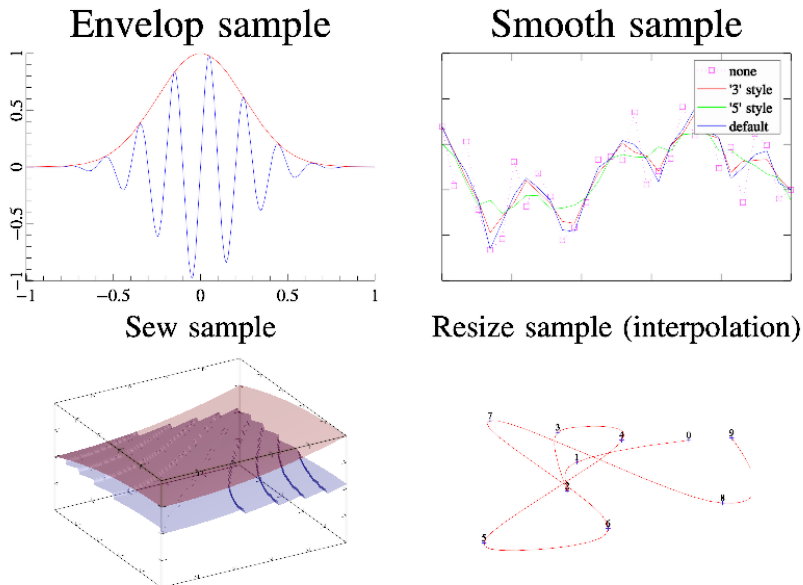 Envelop sample
Smooth sample
1
0.5
0
−0.5
−1
−1
−0.5
0
0.5
1
none
'3' style
'5' style
default
Sew sample
Resize sample (interpolation)
7
3
4
0
9
1
2
8
6
5